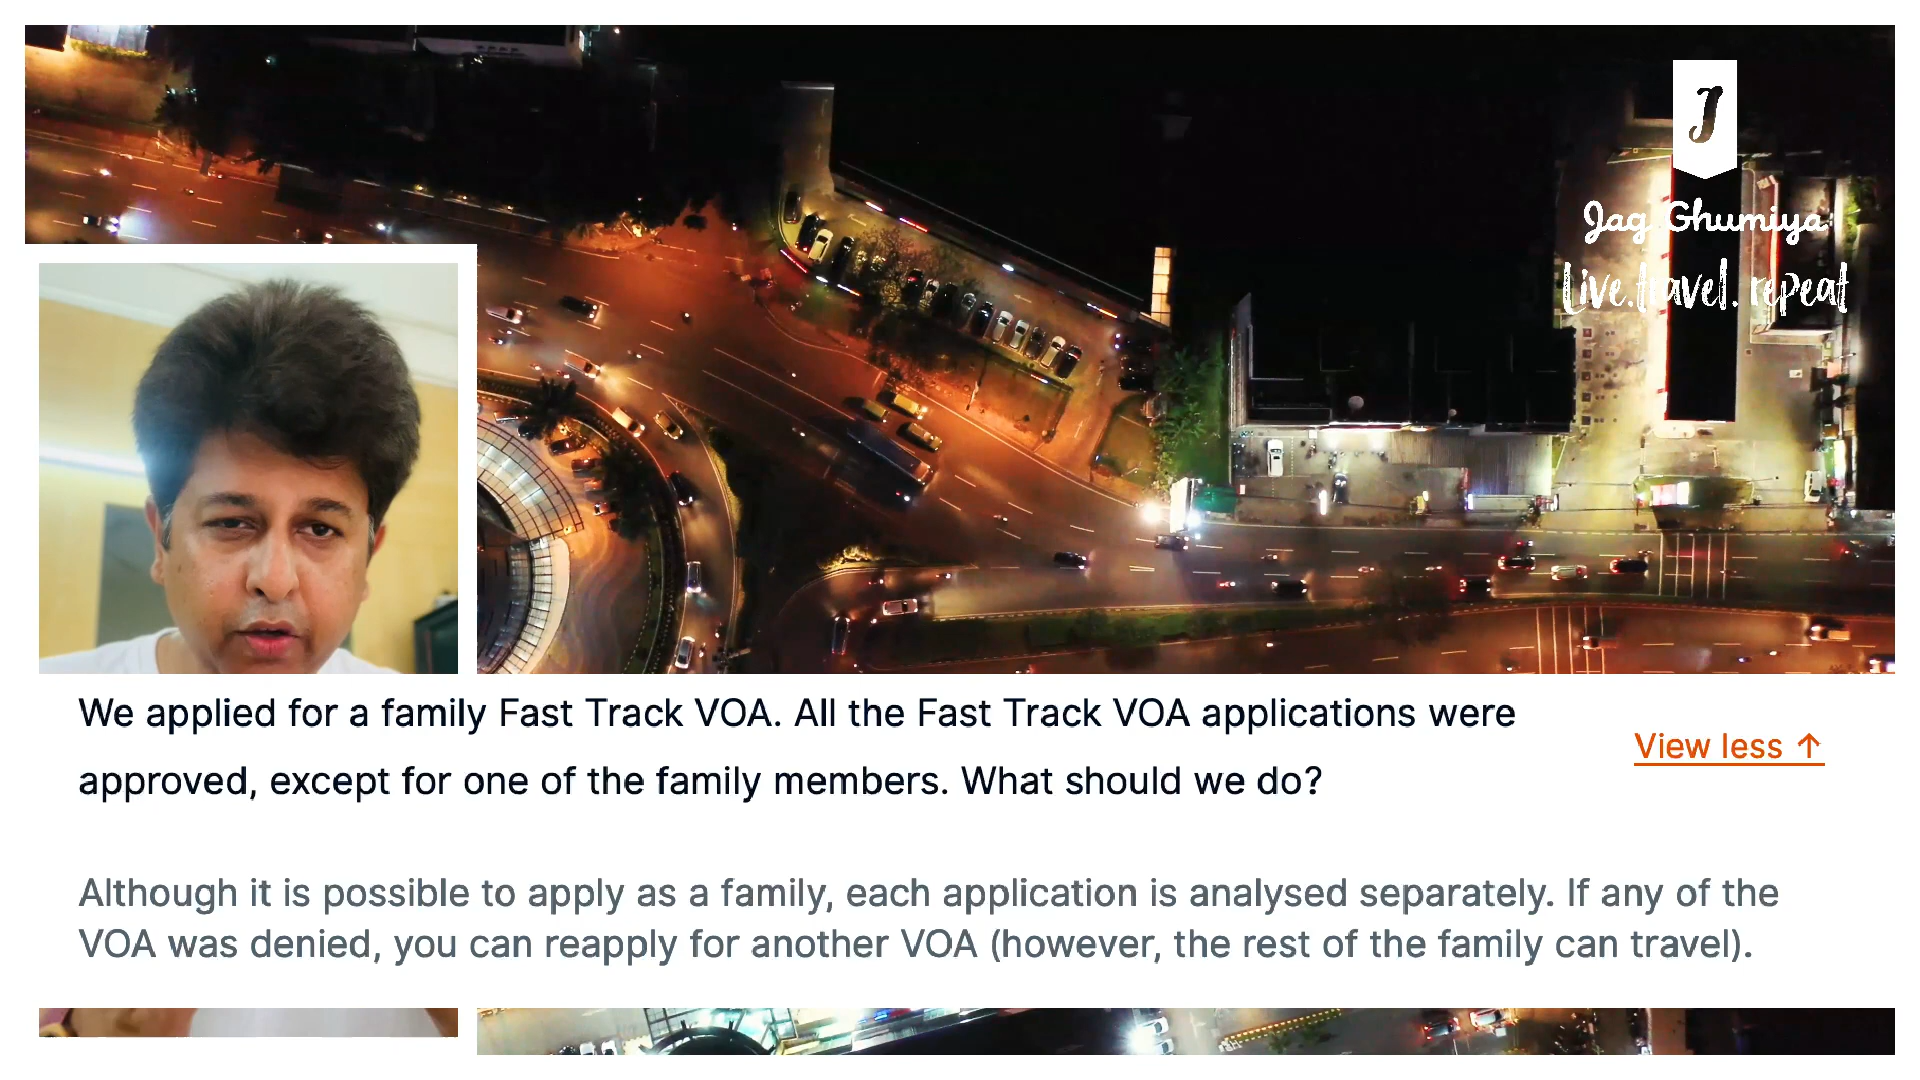 J
Jag Ghumiya
Live.travel. repeat
We applied for a family Fast Track VOA. All the Fast Track VOA applications were
approved, except for one of the family members. What should we do?
View less ↑
Although it is possible to apply as a family, each application is analysed separately. If any of the
VOA was denied, you can reapply for another VOA (however, the rest of the family can travel).